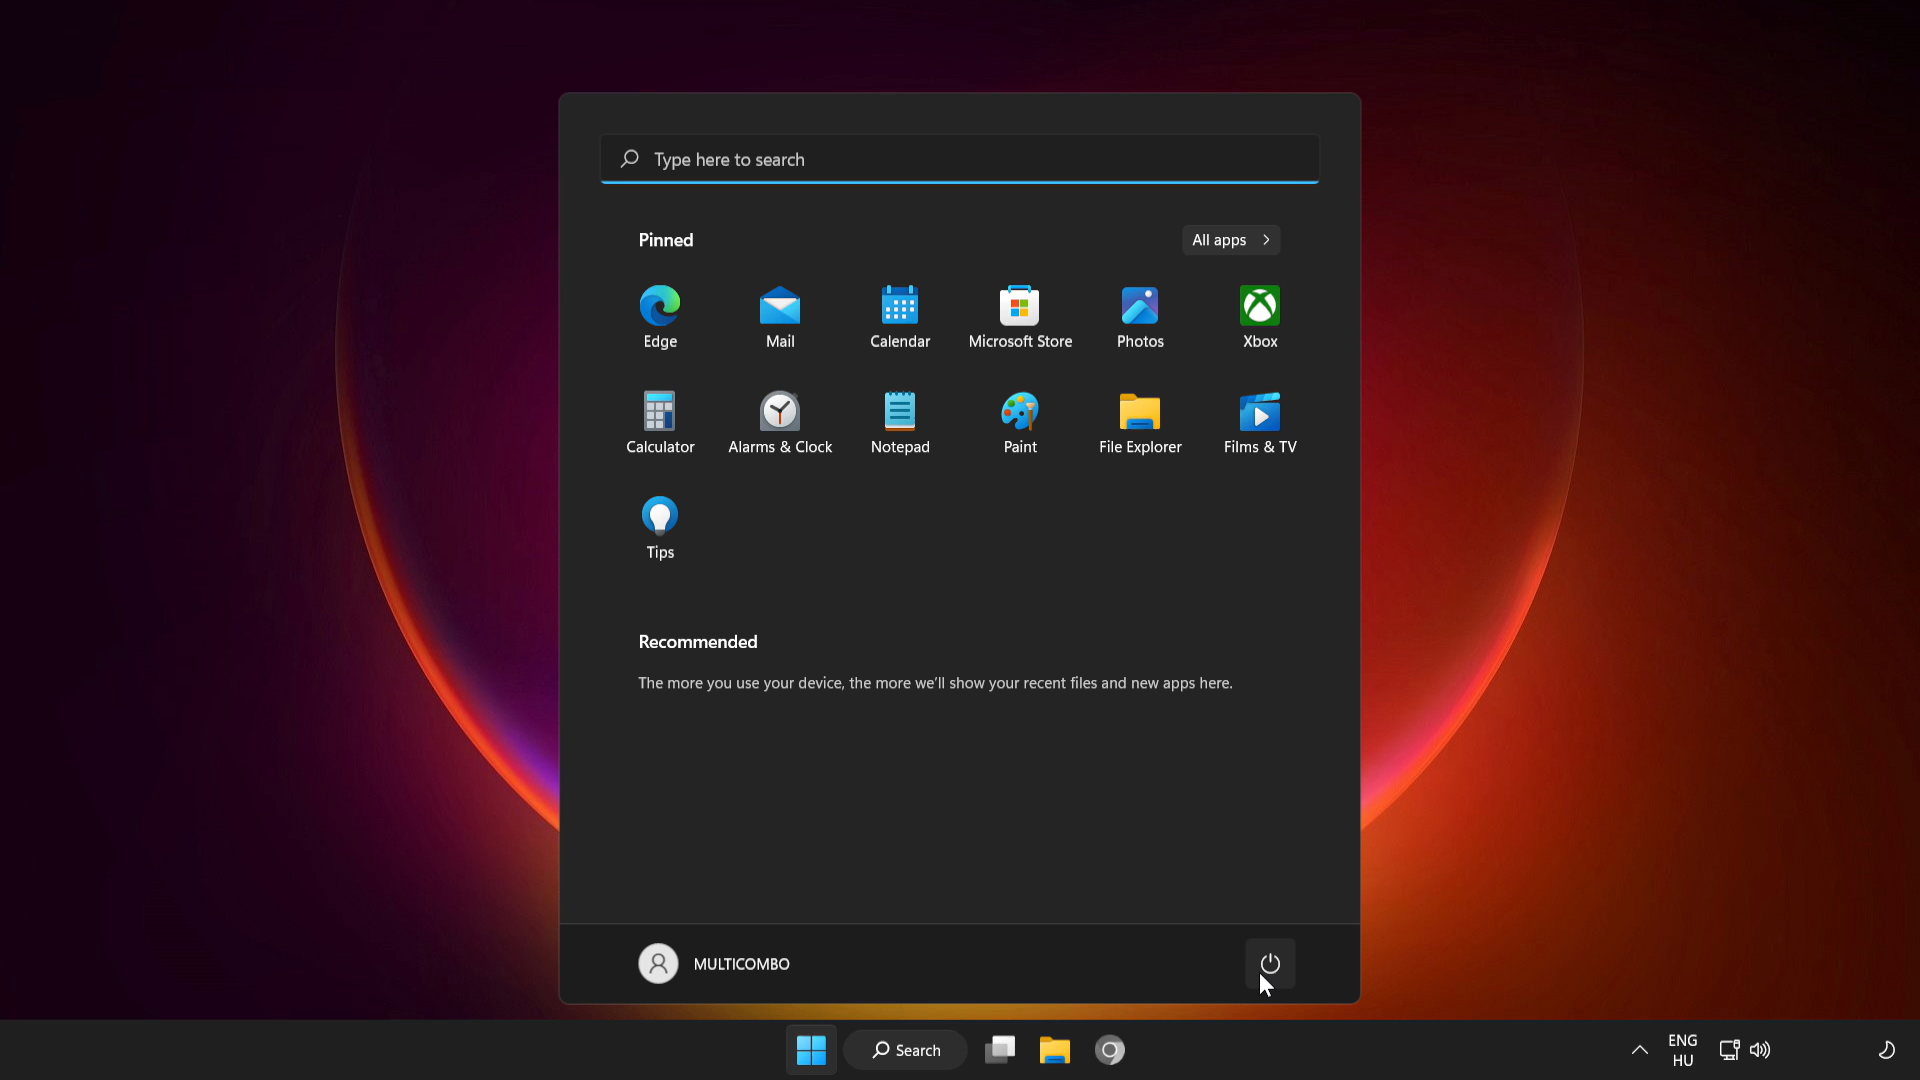 Type here to search
Pinned
All apps
Edge
Mail
Calendar
Microsoft Store
Photos
Xbox
Calculator
Alarms & Clock
Notepad
Paint
File Explorer
Films & TV
Tips
Recommended
The more you use your device, the more we'll show your recent files and new apps here.
MULTICOMBO
Search
ENG
HU